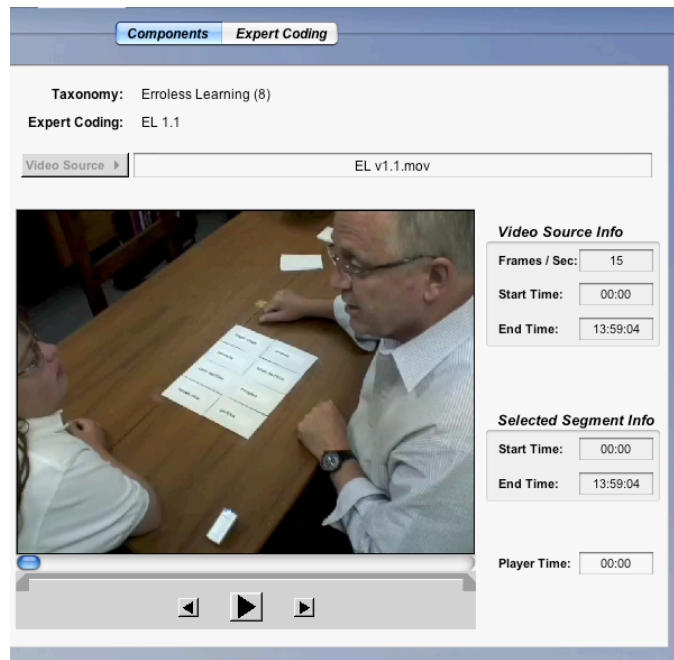 Components Expert Coding
Taxonomy: Erroless Learning (8)
Expert Coding: EL 1.1
Video Source EL v1.1.mov
Video Source Info
Frames / Sec: 15
Start Time: 00:00
End Time: 13:59:04
Selected Segment Info
Start Time: 00:00
End Time: 13:59:04
Player Time: 00:00